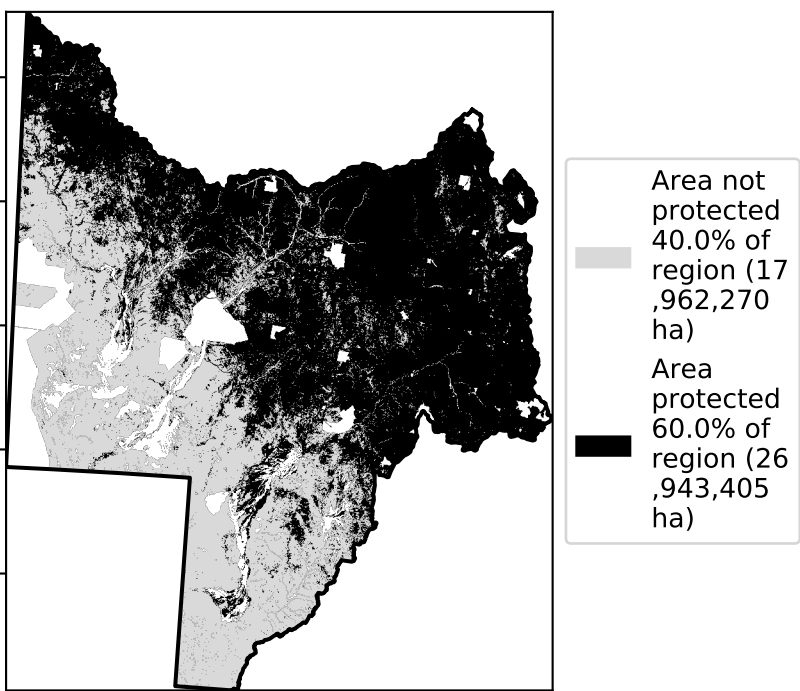 Area not
protected
40.0% of
region (17
,962,270
ha)
Area
protected
60.0% of
region (26
,943,405
ha)